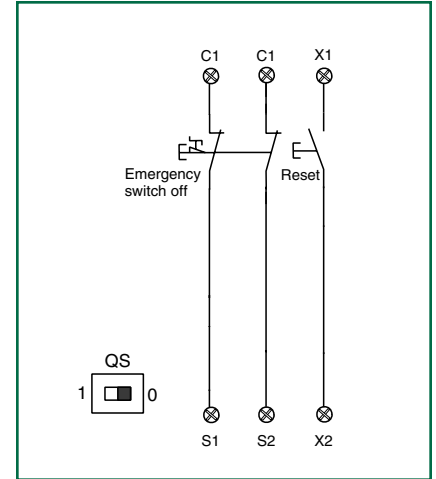 C1 C1 X1
Emergency
switch off
Reset
QS
1 0
S1 S2 X2